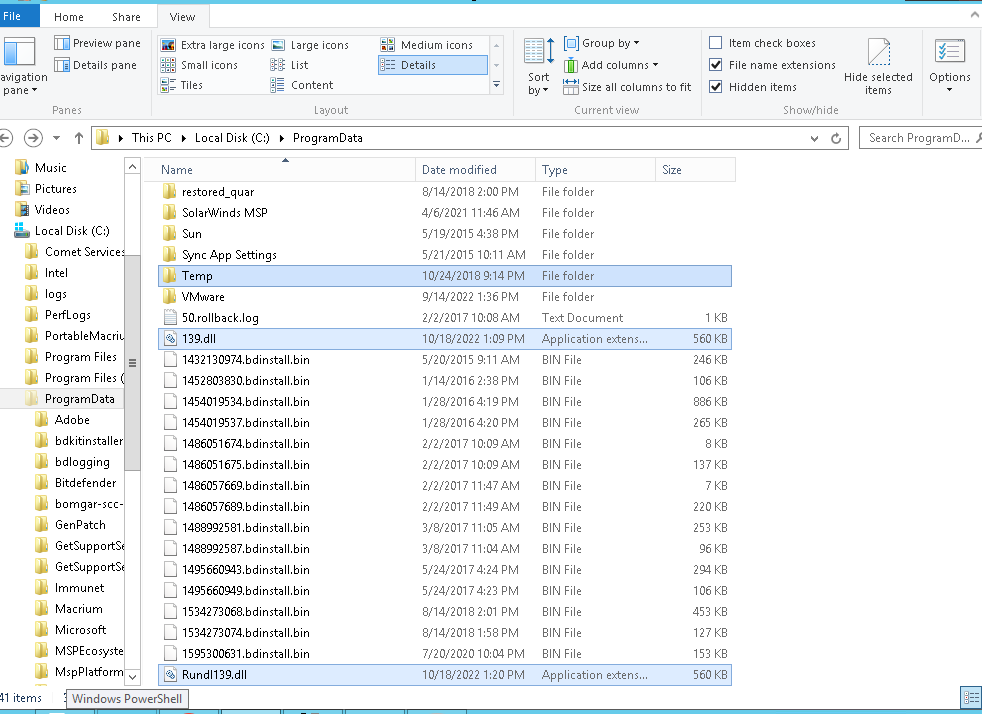 File Home Share View
Preview pane Extra large icons Large icons Medium icons Group by Item check boxes
Details pane Small icons List Details Add columns File name extensions
avigation pane Tiles Content Sort by Size all columns to fit Hidden items Hide selected items Options
Panes Layout Current view Show/hide
This PC Local Disk (C:) ProgramData Search ProgramD...
Music
Pictures
Videos
Local Disk (C:)
Comet Services
Intel
logs
PerfLogs
PortableMacriu
Program Files
Program Files (
ProgramData
Adobe
bdkitinstaller
bdlogging
Bitdefender
bomgar-scc-
GenPatch
GetSupportSe
GetSupportSe
Immunet
Macrium
Microsoft
MSPEcosyste
MspPlatform
Name Date modified Type Size
restored_quar 8/14/2018 2:00 PM File folder
SolarWinds MSP 4/6/2021 11:46 AM File folder
Sun 5/19/2015 4:38 PM File folder
Sync App Settings 5/21/2015 10:11 AM File folder
Temp 10/24/2018 9:14 PM File folder
VMware 9/14/2022 1:36 PM File folder
50.rollback.log 2/2/2017 10:08 AM Text Document 1 KB
139.dll 10/18/2022 1:09 PM Application extens... 560 KB
1432130974.bdinstall.bin 5/20/2015 9:11 AM BIN File 246 KB
1452803830.bdinstall.bin 1/14/2016 2:38 PM BIN File 106 KB
1454019534.bdinstall.bin 1/28/2016 4:19 PM BIN File 886 KB
1454019537.bdinstall.bin 1/28/2016 4:20 PM BIN File 265 KB
1486051674.bdinstall.bin 2/2/2017 10:09 AM BIN File 8 KB
1486051675.bdinstall.bin 2/2/2017 10:09 AM BIN File 137 KB
1486057669.bdinstall.bin 2/2/2017 11:47 AM BIN File 7 KB
1486057689.bdinstall.bin 2/2/2017 11:49 AM BIN File 220 KB
1488992581.bdinstall.bin 3/8/2017 11:05 AM BIN File 253 KB
1488992587.bdinstall.bin 3/8/2017 11:04 AM BIN File 96 KB
1495660943.bdinstall.bin 5/24/2017 4:24 PM BIN File 294 KB
1495660949.bdinstall.bin 5/24/2017 4:23 PM BIN File 106 KB
1534273068.bdinstall.bin 8/14/2018 2:01 PM BIN File 453 KB
1534273074.bdinstall.bin 8/14/2018 1:58 PM BIN File 127 KB
1595300631.bdinstall.bin 7/20/2020 10:04 PM BIN File 153 KB
Rundl139.dll 10/18/2022 1:20 PM Application extens... 560 KB
41 items
Windows PowerShell